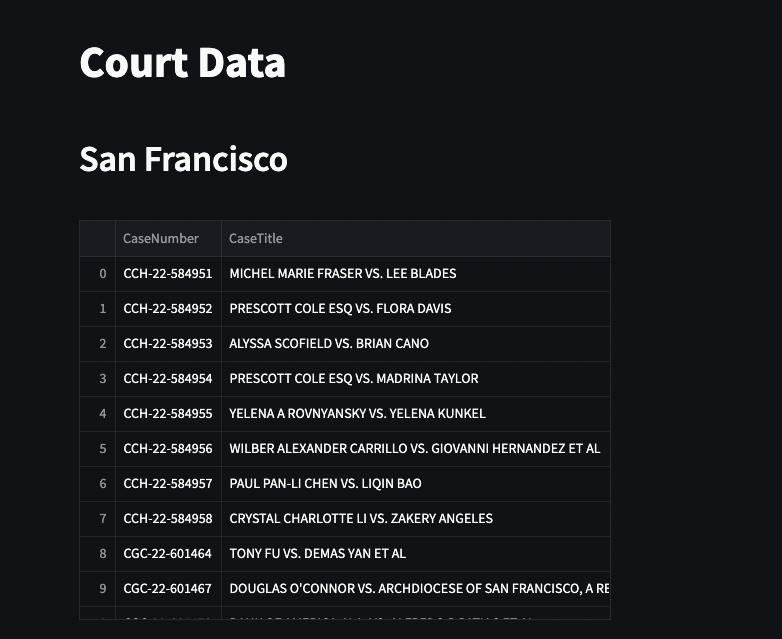 Court Data
San Francisco
CaseNumber CaseTitle
0 CCH-22-584951 MICHEL MARIE FRASER VS. LEE BLADES
1 CCH-22-584952 PRESCOTT COLE ESQ VS. FLORA DAVIS
2 CCH-22-584953 ALYSSA SCOFIELD VS. BRIAN CANO
3 CCH-22-584954 PRESCOTT COLE ESQ VS. MADRINA TAYLOR
4 CCH-22-584955 YELENA A ROVNYANSKY VS. YELENA KUNKEL
5 CCH-22-584956 WILBER ALEXANDER CARRILLO VS. GIOVANNI HERNANDEZ ET AL
6 CCH-22-584957 PAUL PAN-LI CHEN VS. LIQIN BAO
7 CCH-22-584958 CRYSTAL CHARLOTTE LI VS. ZAKERY ANGELES
8 CGC-22-601464 TONY FU VS. DEMAS YAN ET AL
9 CGC-22-601467 DOUGLAS O'CONNOR VS. ARCHDIOCESE OF SAN FRANCISCO, A RE